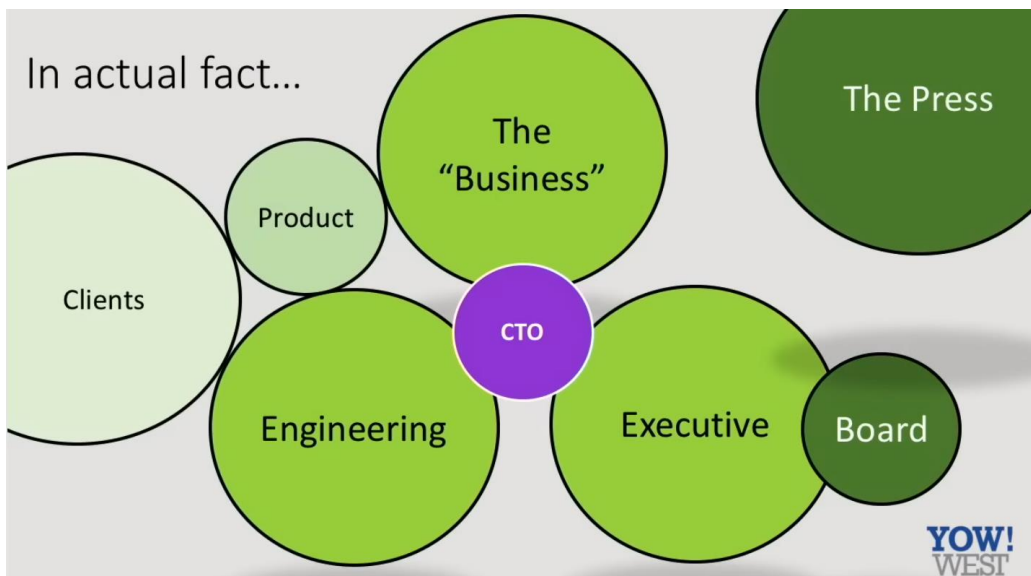 In actual fact...
The
“Business”
The Press
Product
Clients
CTO
Engineering
Executive
Board
YOW!
WEST